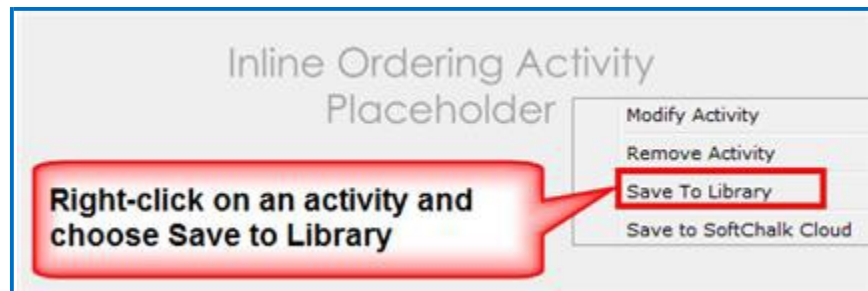 Inline Ordering Activity
Placeholder
Modify Activity
Remove Activity
Save To Library
Save to SoftChalk Cloud
Right-click on an activity and
choose Save to Library